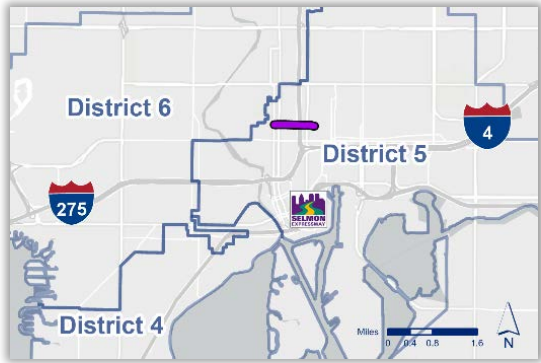 District 6
4
District 5
275
SELMON
EXPRESSWAY
District 4
Miles
0 0.4 0.8 1.6
N